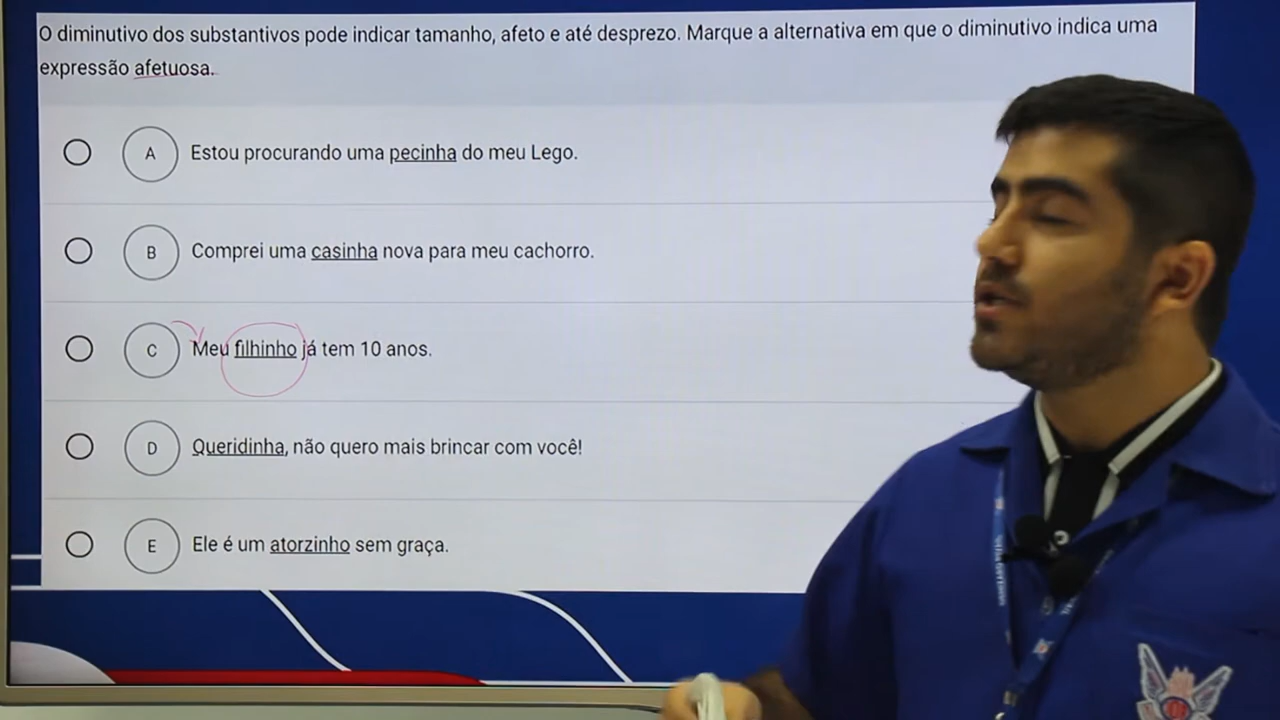 O diminutivo dos substantivos pode indicar tamanho, afeto e até desprezo. Marque a alternativa em que o diminutivo indica uma
expressão afetuosa.
A Estou procurando uma pecinha do meu Lego.
B Comprei uma casinha nova para meu cachorro.
C Meu filhinho já tem 10 anos.
D Queridinha, não quero mais brincar com você!
E Ele é um atorzinho sem graça.